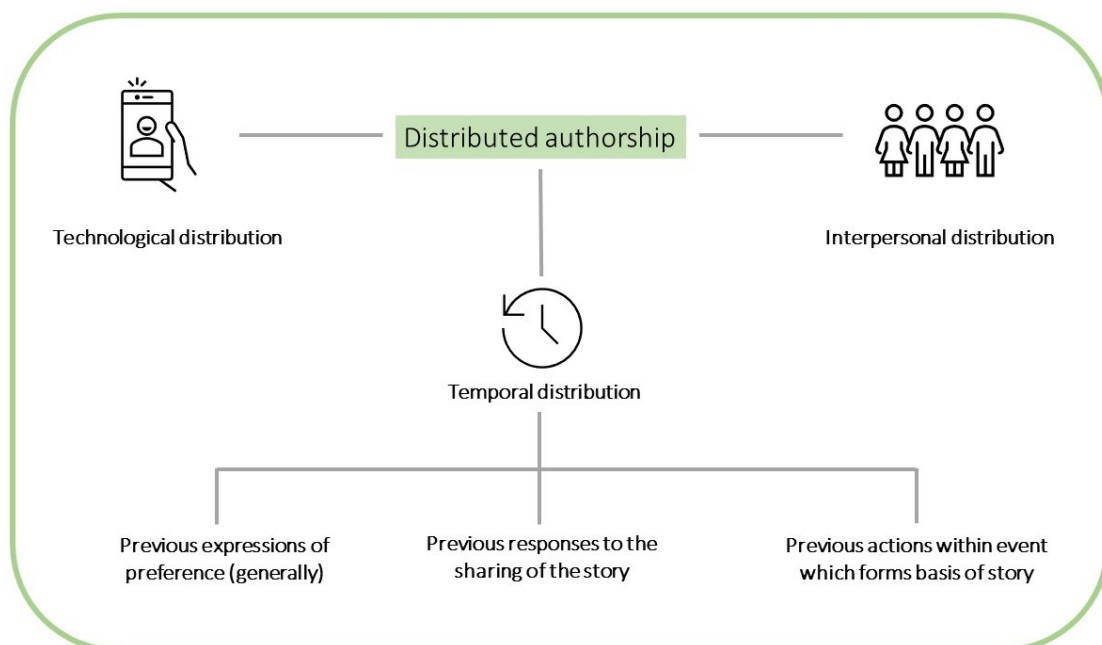 Distributed authorship
Technological distribution
Interpersonal distribution
Temporal distribution
Previous expressions of
preference (generally)
Previous responses to the
sharing of the story
Previous actions within event
which forms basis of story